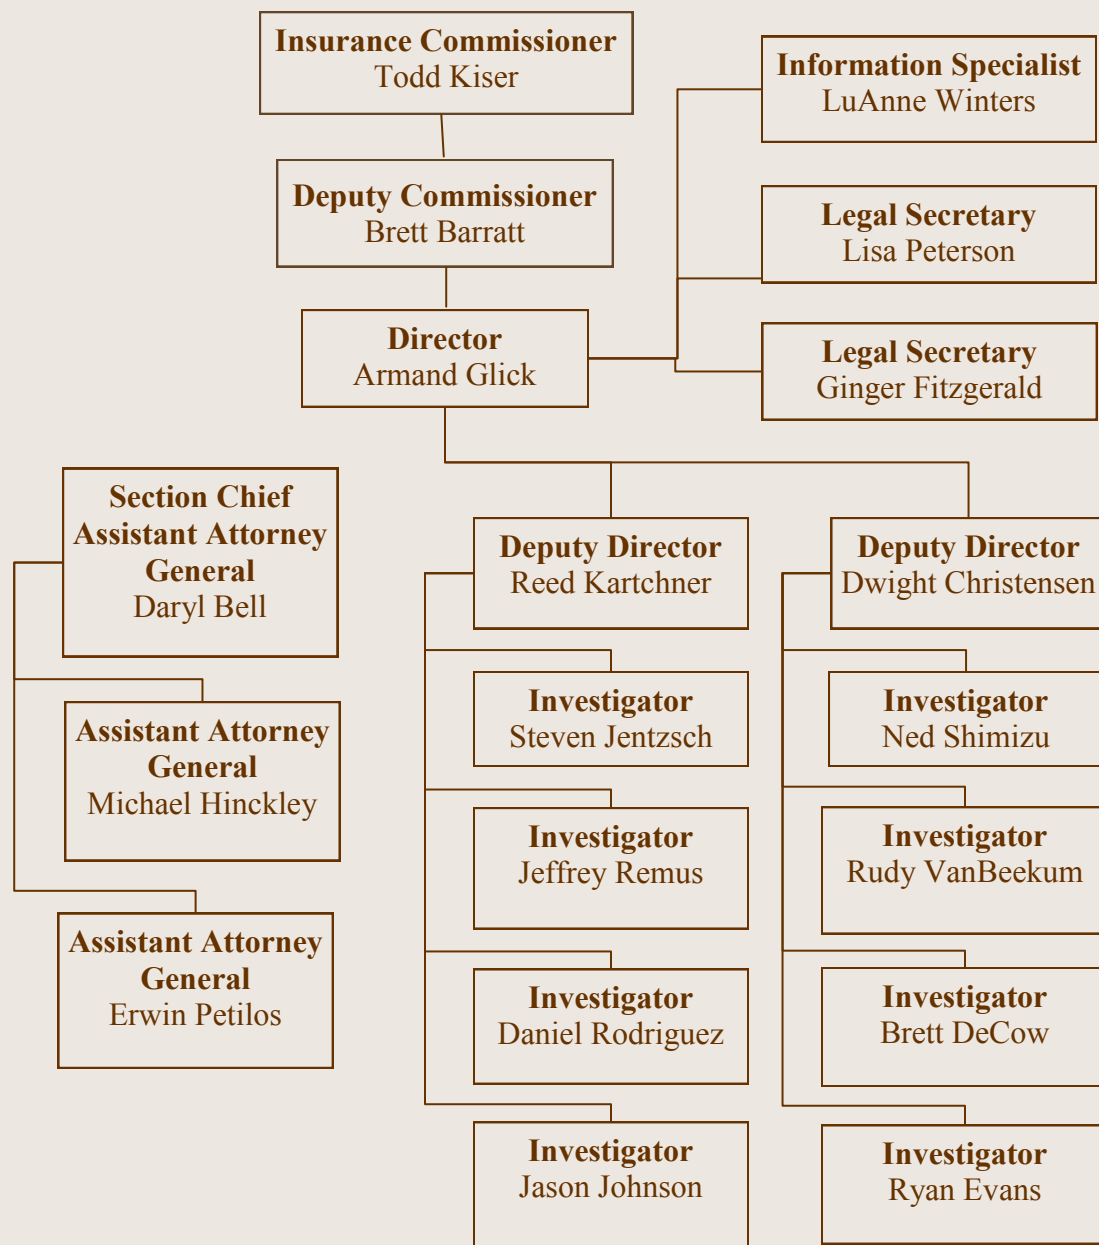 Insurance Commissioner
Todd Kiser
Information Specialist
LuAnne Winters
Deputy Commissioner
Brett Barratt
Legal Secretary
Lisa Peterson
Director
Armand Glick
Legal Secretary
Ginger Fitzgerald
Section Chief
Assistant Attorney
General
Daryl Bell
Assistant Attorney
General
Michael Hinckley
Assistant Attorney
General
Erwin Petilos
Deputy Director
Reed Kartchner
Investigator
Steven Jentzsch
Investigator
Jeffrey Remus
Investigator
Daniel Rodriguez
Investigator
Jason Johnson
Deputy Director
Dwight Christensen
Investigator
Ned Shimizu
Investigator
Rudy VanBeekum
Investigator
Brett DeCow
Investigator
Ryan Evans